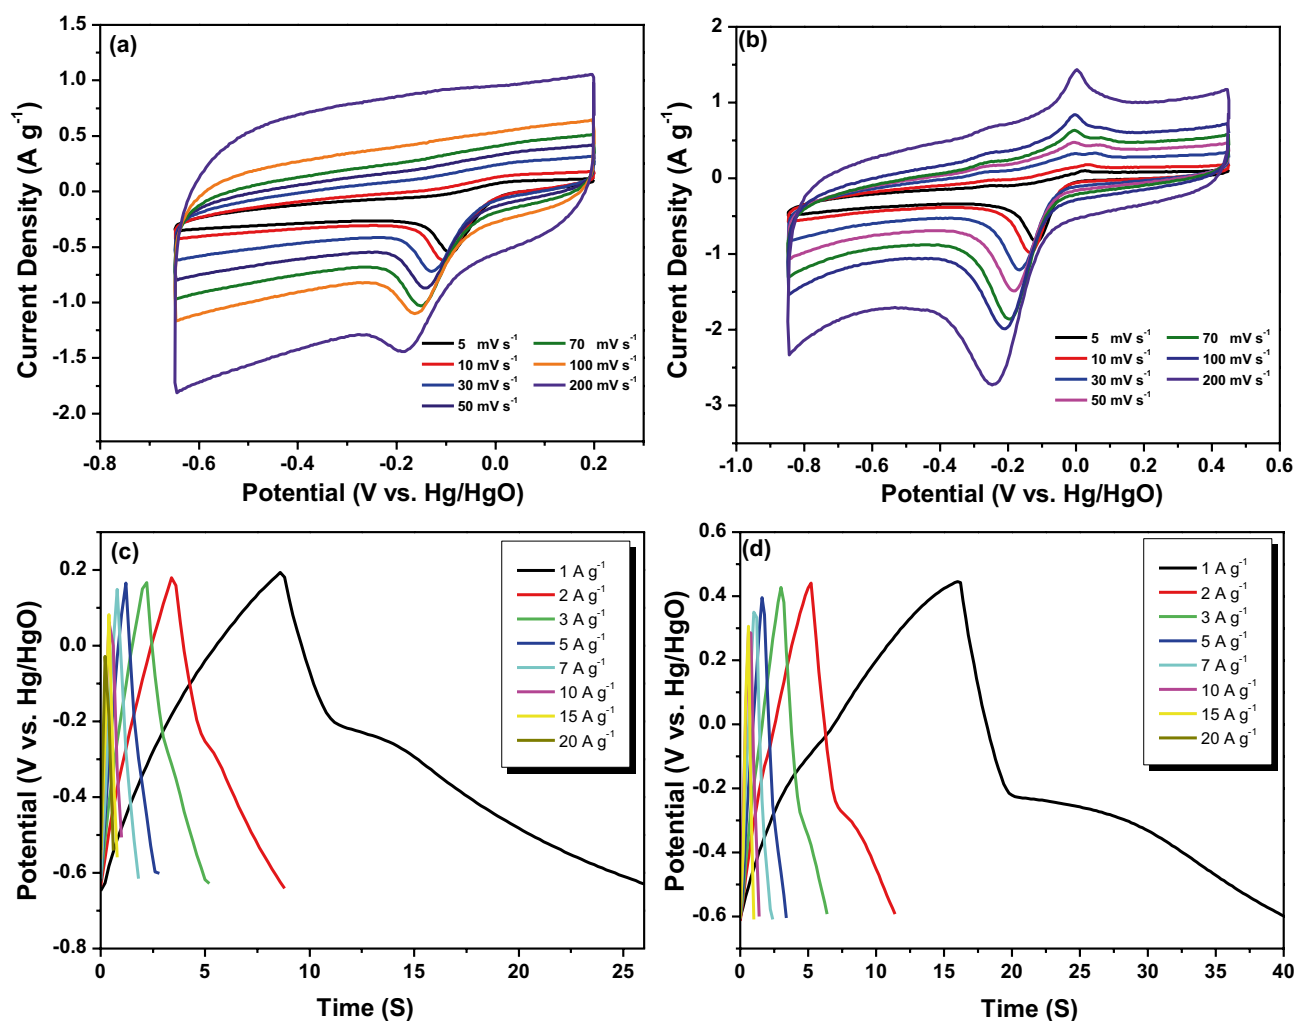 (a)
1.5
1.0
0.5
0.0
-0.5
-1.0
-1.5
-2.0
Current Density (A g⁻¹)
5 mV s⁻¹
10 mV s⁻¹
30 mV s⁻¹
50 mV s⁻¹
70 mV s⁻¹
100 mV s⁻¹
200 mV s⁻¹
-0.8 -0.6 -0.4 -0.2 0.0 0.2
Potential (V vs. Hg/HgO)
(b)
2
1
0
-1
-2
-3
Current Density (A g⁻¹)
5 mV s⁻¹
10 mV s⁻¹
30 mV s⁻¹
50 mV s⁻¹
70 mV s⁻¹
100 mV s⁻¹
200 mV s⁻¹
-1.0 -0.8 -0.6 -0.4 -0.2 0.0 0.2 0.4 0.6
Potential (V vs. Hg/HgO)
(c)
0.2
0.0
-0.2
-0.4
-0.6
-0.8
Potential (V vs. Hg/HgO)
1 A g⁻¹
2 A g⁻¹
3 A g⁻¹
5 A g⁻¹
7 A g⁻¹
10 A g⁻¹
15 A g⁻¹
20 A g⁻¹
0 5 10 15 20 25
Time (S)
(d)
0.6
0.4
0.2
0.0
-0.2
-0.4
-0.6
Potential (V vs. Hg/HgO)
1 A g⁻¹
2 A g⁻¹
3 A g⁻¹
5 A g⁻¹
7 A g⁻¹
10 A g⁻¹
15 A g⁻¹
20 A g⁻¹
0 5 10 15 20 25 30 35 40
Time (S)